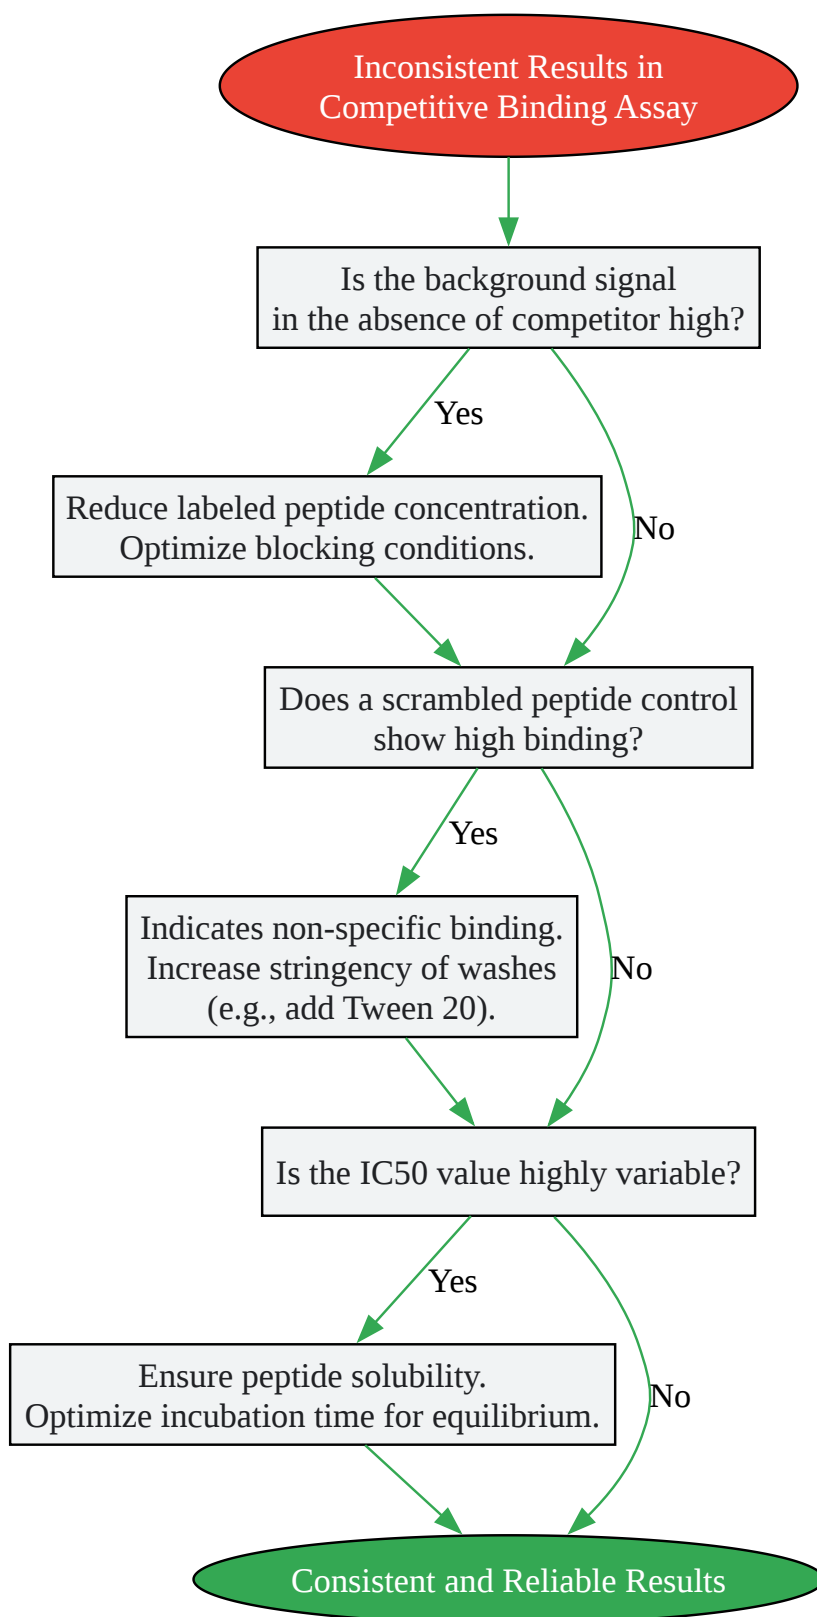 Inconsistent Results in
Competitive Binding Assay
Is the background signal
in the absence of competitor high?
Yes
Reduce labeled peptide concentration.
Optimize blocking conditions.
No
Does a scrambled peptide control
show high binding?
Yes
Indicates non-specific binding.
Increase stringency of washes
(e.g., add Tween 20).
No
Is the IC50 value highly variable?
Yes
Ensure peptide solubility.
Optimize incubation time for equilibrium.
No
Consistent and Reliable Results